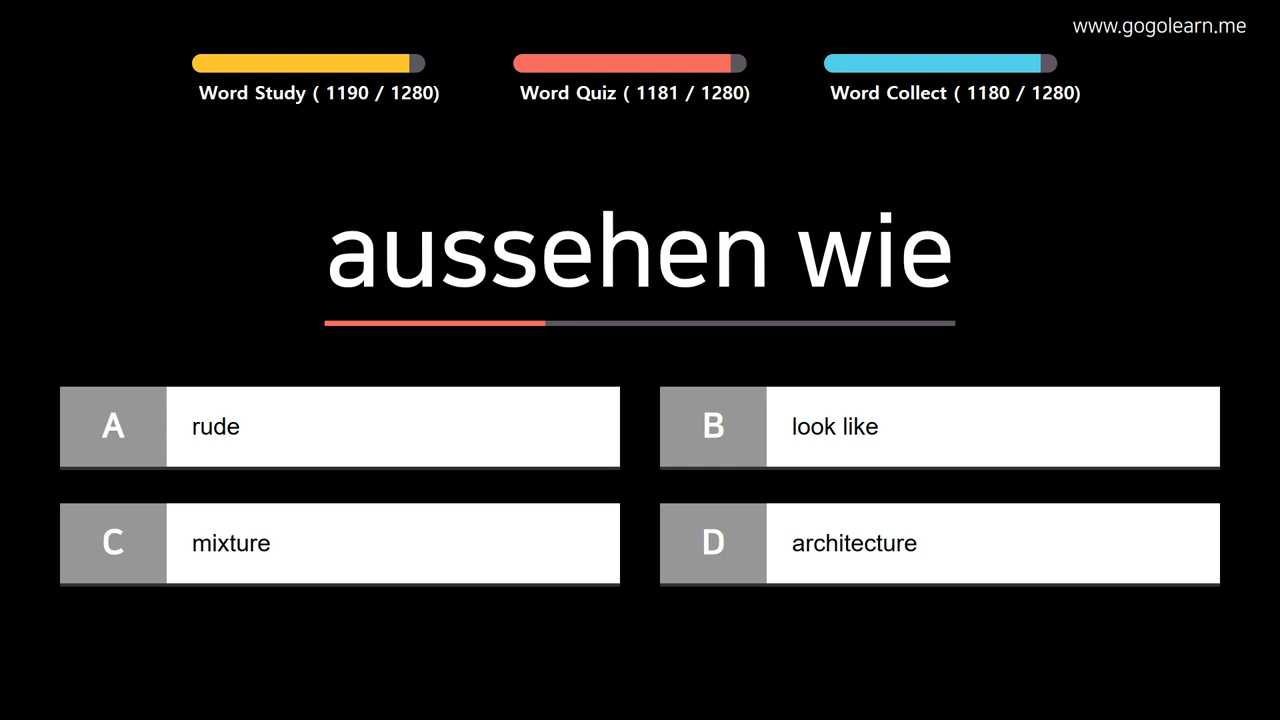 www.gogolearn.me
Word Study ( 1190 / 1280)
Word Quiz ( 1181 / 1280)
Word Collect ( 1180 / 1280)
aussehen wie
A rude
B look like
C mixture
D architecture